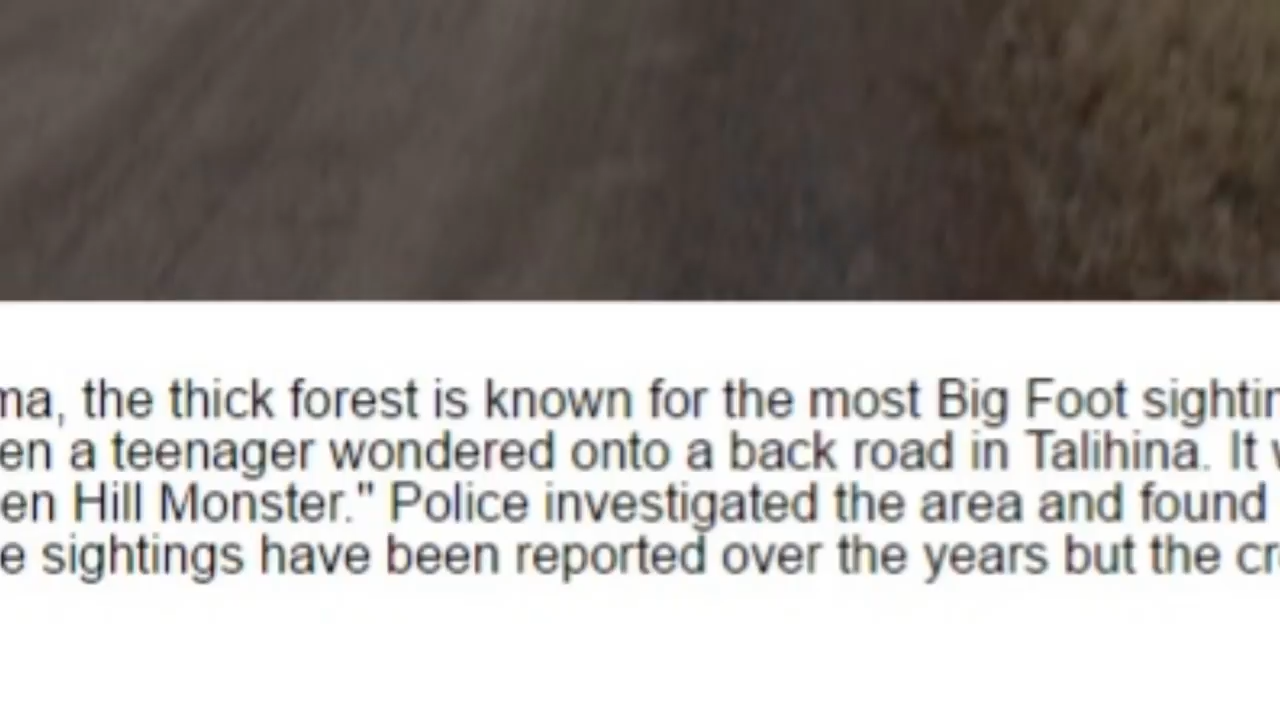 ma, the thick forest is known for the most Big Foot sightin
en a teenager wondered onto a back road in Talihina. It
en Hill Monster." Police investigated the area and found
e sightings have been reported over the years but the cr